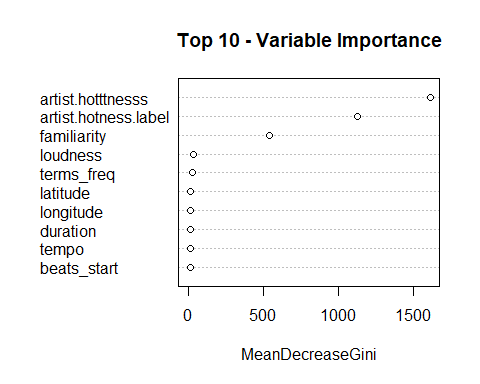 Top 10 - Variable Importance
artist.hotttnesss
artist.hotness.label
familiarity
loudness
terms_freq
latitude
longitude
duration
tempo
beats_start
0 500 1000 1500
MeanDecreaseGini